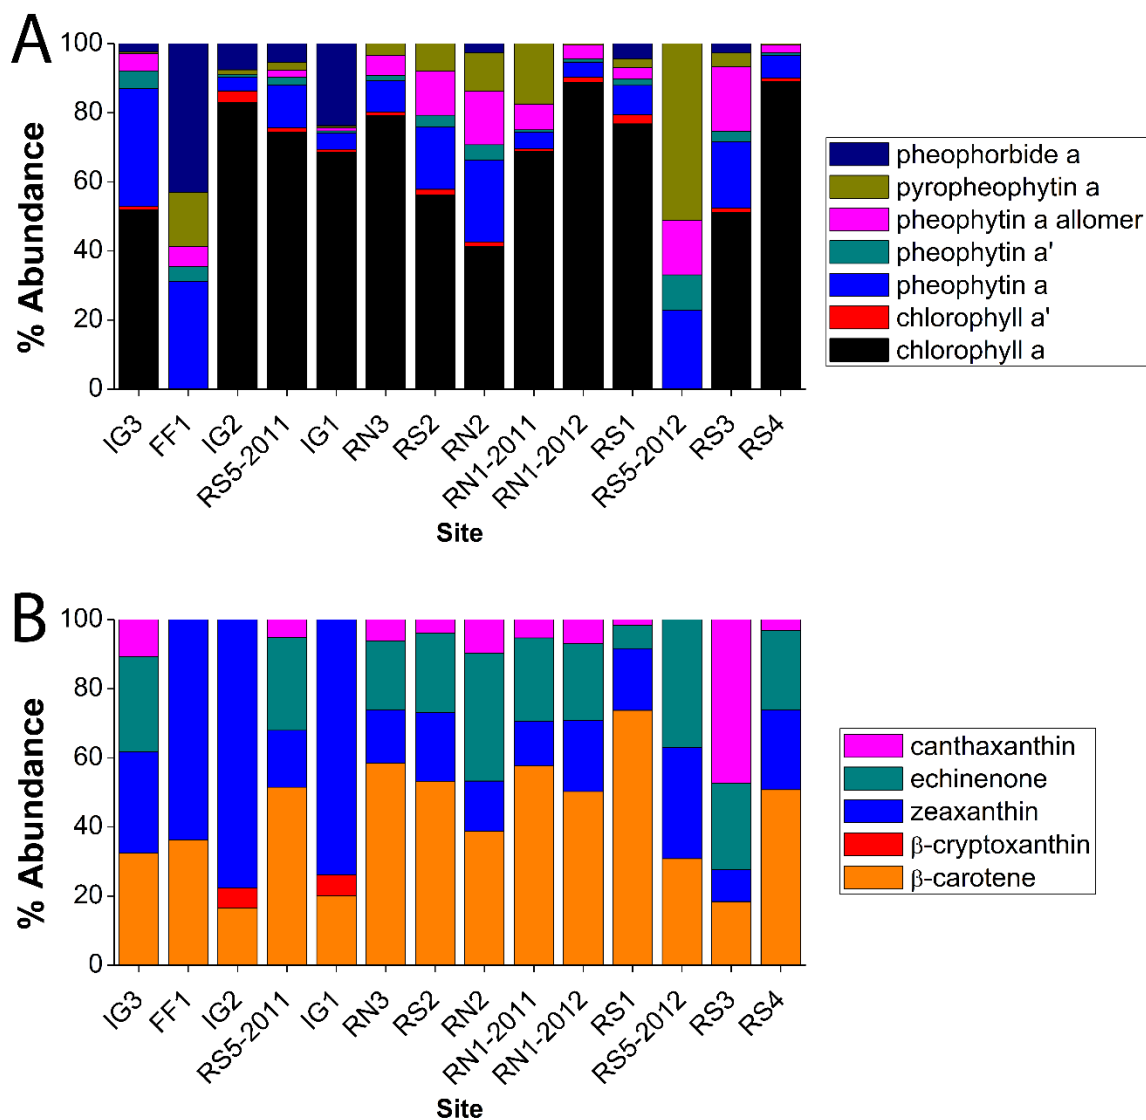 A
% Abundance
100
80
60
40
20
0
IG3
FF1
IG2
RS5-2011
IG1
RN3
RS2
RN2
RN1-2011
RN1-2012
RS1
RS5-2012
RS3
RS4
Site
pheophorbide a
pyropheophytin a
pheophytin a allomer
pheophytin a'
pheophytin a
chlorophyll a'
chlorophyll a
B
% Abundance
100
80
60
40
20
0
IG3
FF1
IG2
RS5-2011
IG1
RN3
RS2
RN2
RN1-2011
RN1-2012
RS1
RS5-2012
RS3
RS4
Site
canthaxanthin
echinenone
zeaxanthin
β-cryptoxanthin
β-carotene